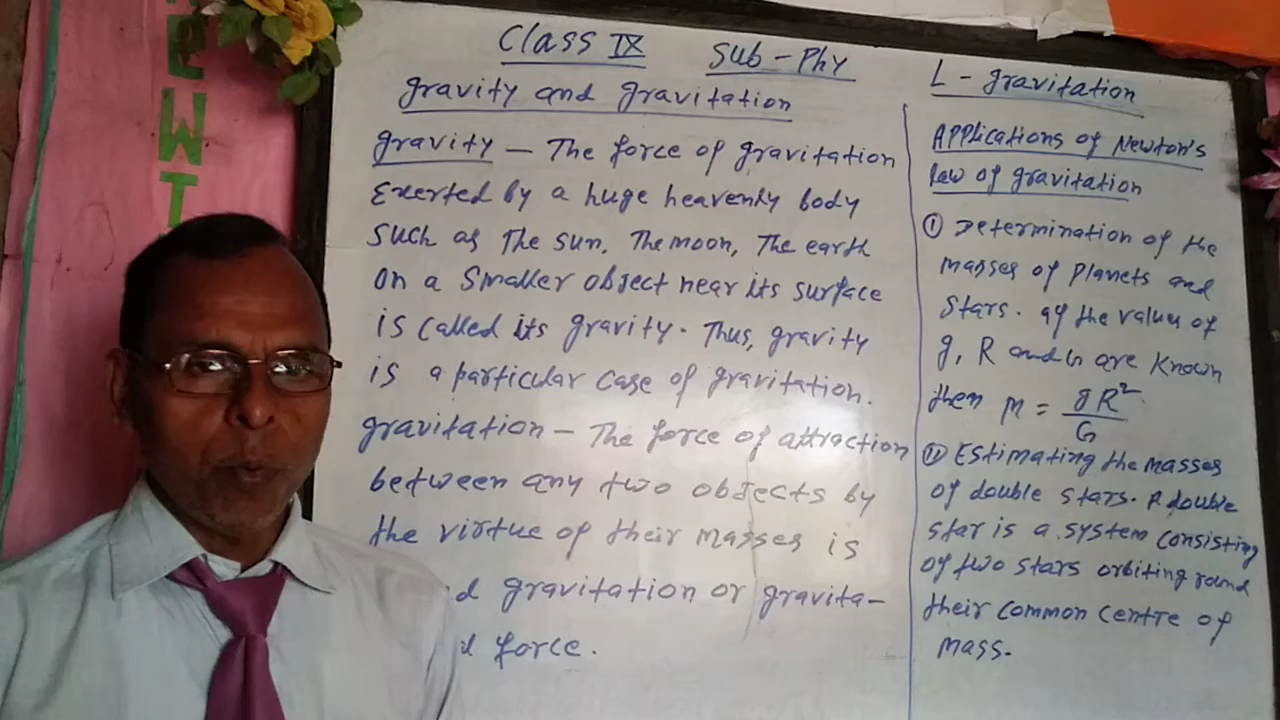 EWI
Class IX Sub-Phy
gravity and gravitation
gravity - The force of gravitation
Exerted by a huge heavenly body
such as The sun, The moon, The earth
on a smaller object near its surface
is called its gravity. Thus, gravity
is a particular case of gravitation.
gravitation - The force of attraction
between any two objects by
the virtue of their masses is
d gravitation or gravita-
l force.
L - gravitation
Applications of Newton's
law of gravitation
① Determination of the
masses of planets and
stars. If the values of
g, R and G are known
then M = gR²/G
② Estimating the masses
of double stars. A double
star is a system consisting
of two stars orbiting round
their common centre of
mass.